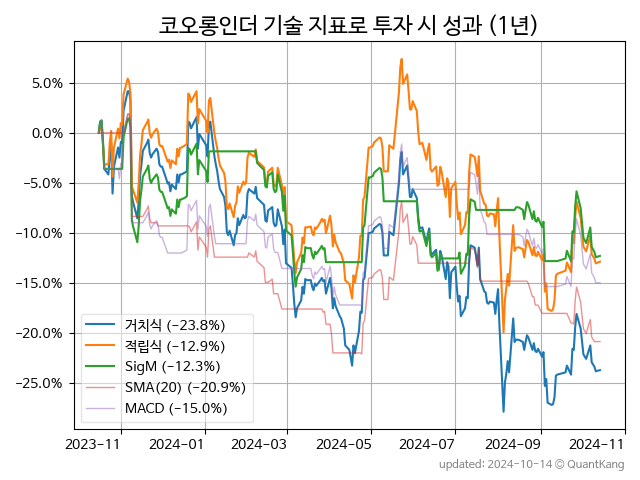 코오롱인더 기술 지표로 투자 시 성과 (1년)
5.0%
0.0%
−5.0%
−10.0%
−15.0%
−20.0%
−25.0%
거치식 (−23.8%)
적립식 (−12.9%)
SigM (−12.3%)
SMA(20) (−20.9%)
MACD (−15.0%)
2023-11 2024-01 2024-03 2024-05 2024-07 2024-09 2024-11
updated: 2024-10-14 ⓒ QuantKang